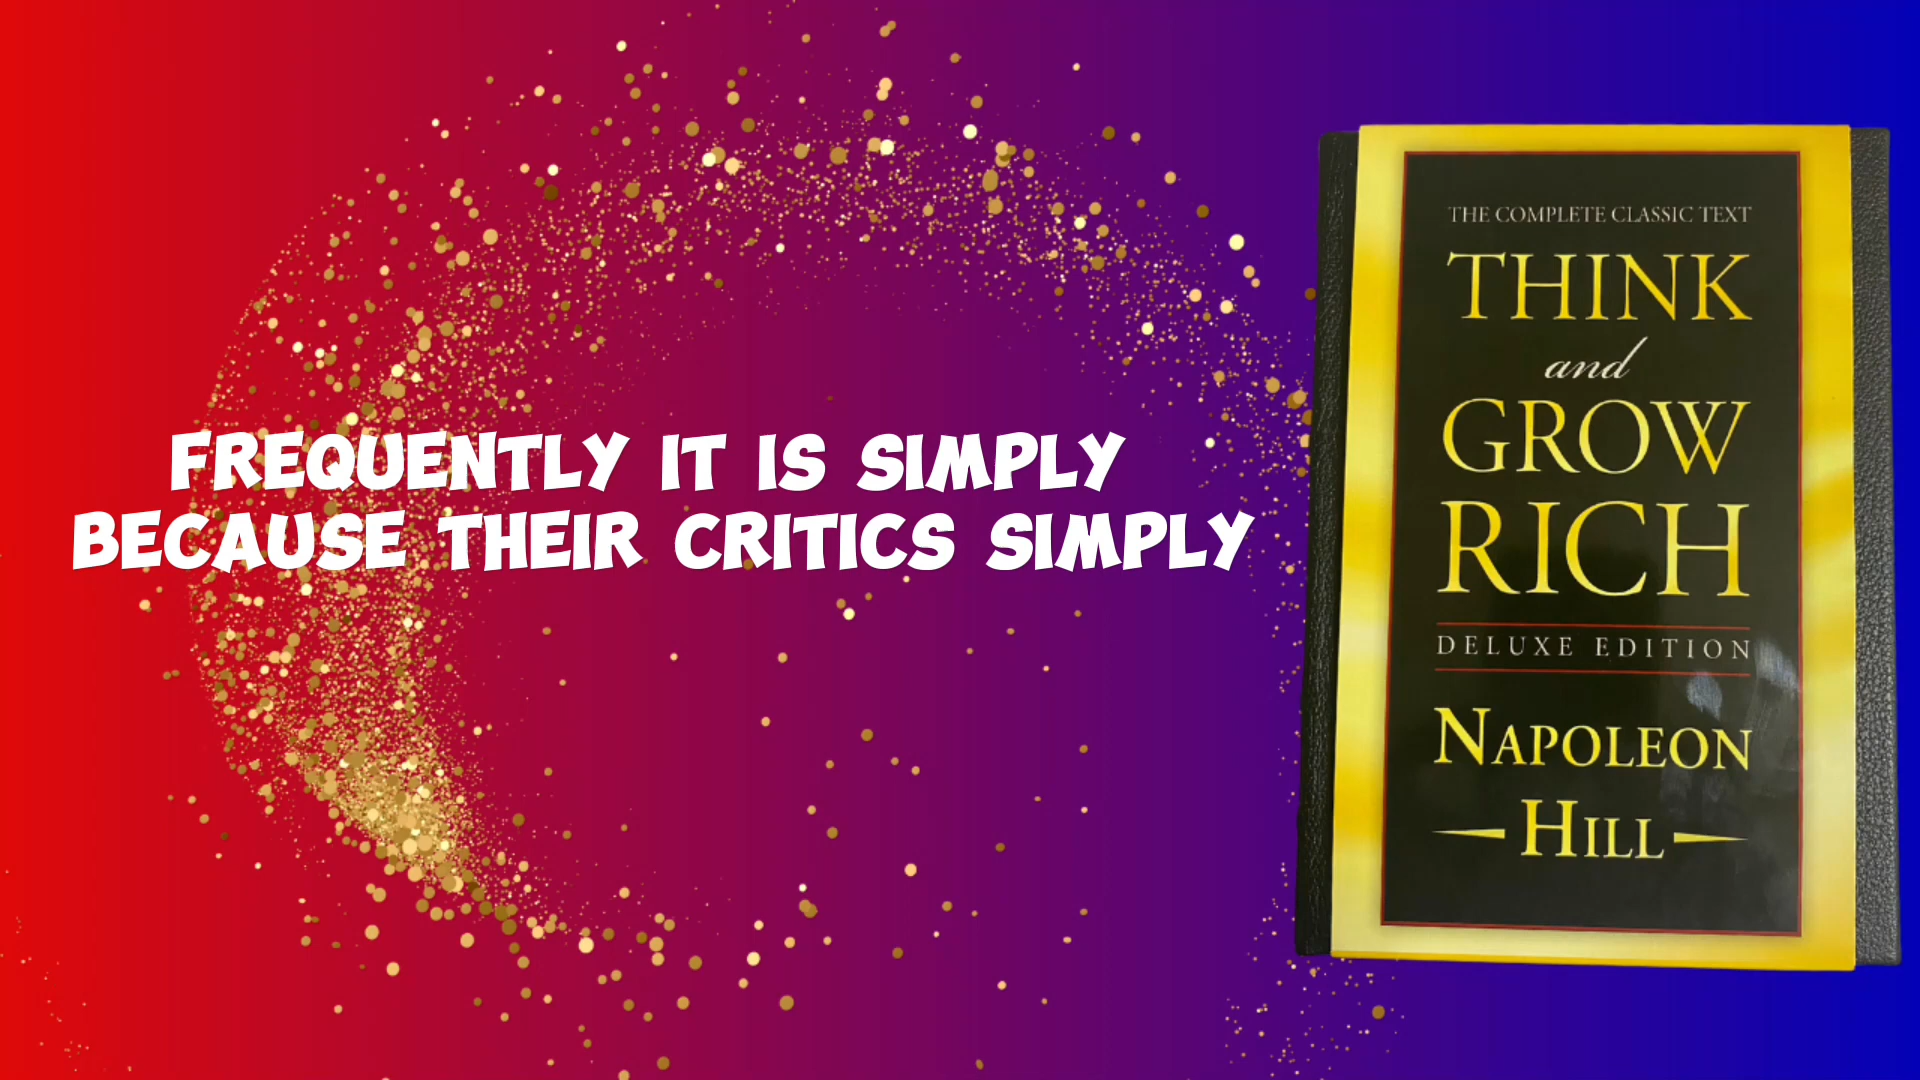 FREQUENTLY IT IS SIMPLY
BECAUSE THEIR CRITICS SIMPLY
THE COMPLETE CLASSIC TEXT
THINK
and
GROW
RICH
DELUXE EDITION
NAPOLEON
HILL